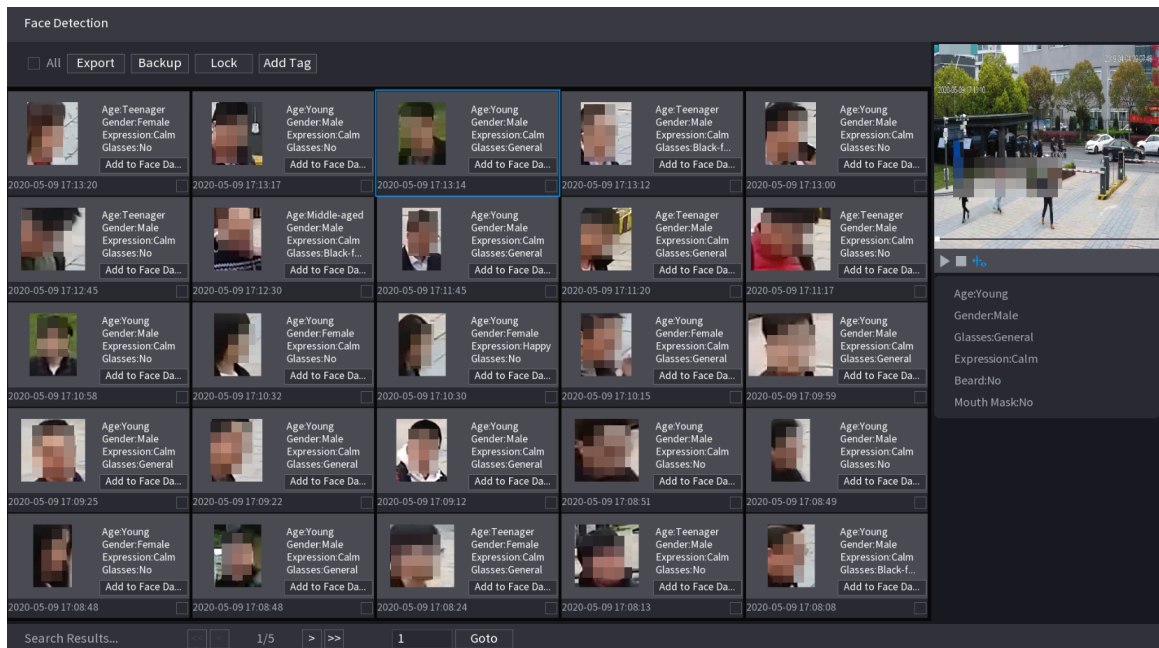 Face Detection
All Export Backup Lock Add Tag
Age:Teenager
Gender:Female
Expression:Calm
Glasses:No
Add to Face Da...
2020-05-09 17:13:20
Age:Young
Gender:Male
Expression:Calm
Glasses:No
Add to Face Da...
2020-05-09 17:13:17
Age:Young
Gender:Male
Expression:Calm
Glasses:General
Add to Face Da...
2020-05-09 17:13:14
Age:Teenager
Gender:Male
Expression:Calm
Glasses:Black-f...
Add to Face Da...
2020-05-09 17:13:12
Age:Young
Gender:Male
Expression:Calm
Glasses:No
Add to Face Da...
2020-05-09 17:13:00
Age:Teenager
Gender:Male
Expression:Calm
Glasses:No
Add to Face Da...
2020-05-09 17:12:45
Age:Middle-aged
Gender:Male
Expression:Calm
Glasses:Black-f...
Add to Face Da...
2020-05-09 17:12:30
Age:Young
Gender:Male
Expression:Calm
Glasses:General
Add to Face Da...
2020-05-09 17:11:45
Age:Teenager
Gender:Male
Expression:Calm
Glasses:General
Add to Face Da...
2020-05-09 17:11:20
Age:Teenager
Gender:Male
Expression:Calm
Glasses:No
Add to Face Da...
2020-05-09 17:11:17
Age:Young
Gender:Male
Expression:Calm
Glasses:No
Add to Face Da...
2020-05-09 17:10:58
Age:Young
Gender:Female
Expression:Calm
Glasses:No
Add to Face Da...
2020-05-09 17:10:32
Age:Young
Gender:Female
Expression:Happy
Glasses:No
Add to Face Da...
2020-05-09 17:10:30
Age:Young
Gender:Female
Expression:Calm
Glasses:General
Add to Face Da...
2020-05-09 17:10:15
Age:Young
Gender:Male
Expression:Calm
Glasses:General
Add to Face Da...
2020-05-09 17:09:59
Age:Young
Gender:Male
Expression:Calm
Glasses:General
Add to Face Da...
2020-05-09 17:09:25
Age:Young
Gender:Male
Expression:Calm
Glasses:General
Add to Face Da...
2020-05-09 17:09:22
Age:Young
Gender:Male
Expression:Calm
Glasses:General
Add to Face Da...
2020-05-09 17:09:12
Age:Young
Gender:Male
Expression:Calm
Glasses:No
Add to Face Da...
2020-05-09 17:08:51
Age:Young
Gender:Male
Expression:Calm
Glasses:No
Add to Face Da...
2020-05-09 17:08:49
Age:Young
Gender:Female
Expression:Calm
Glasses:No
Add to Face Da...
2020-05-09 17:08:48
Age:Young
Gender:Male
Expression:Calm
Glasses:General
Add to Face Da...
2020-05-09 17:08:48
Age:Teenager
Gender:Female
Expression:Calm
Glasses:General
Add to Face Da...
2020-05-09 17:08:24
Age:Teenager
Gender:Male
Expression:Calm
Glasses:No
Add to Face Da...
2020-05-09 17:08:13
Age:Young
Gender:Male
Expression:Calm
Glasses:Black-f...
Add to Face Da...
2020-05-09 17:08:08
Age:Young
Gender:Male
Glasses:General
Expression:Calm
Beard:No
Mouth Mask:No
Search Results... << < 1/5 > >> 1 Goto